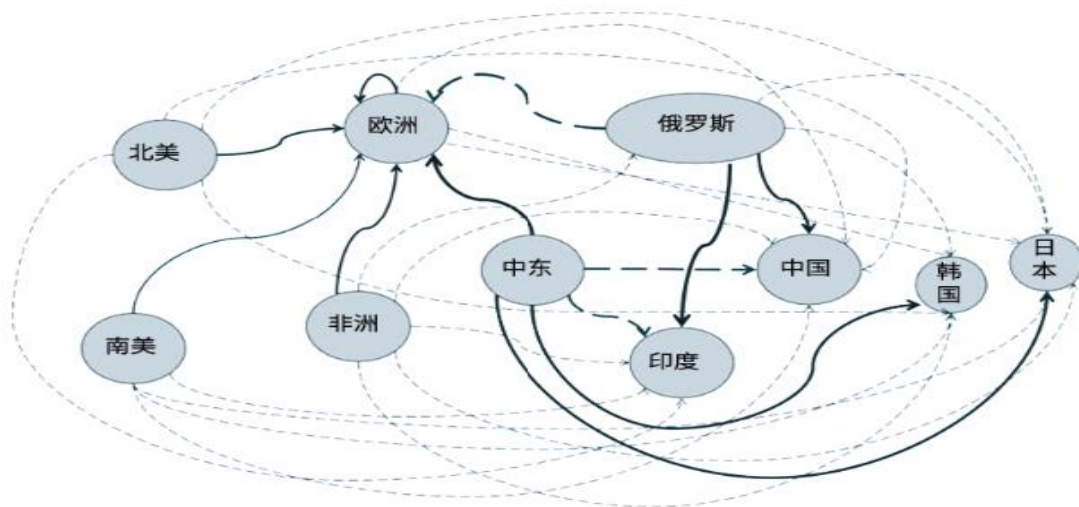 欧洲
俄罗斯
北美
中东
中国
韩
国
日
本
南美
非洲
印度